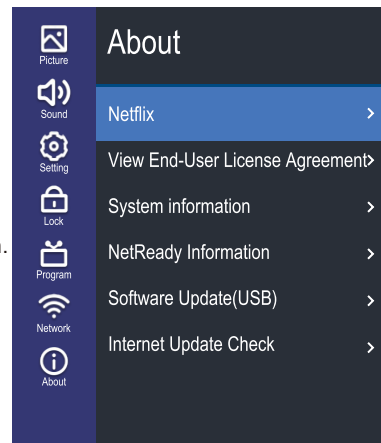 Picture
Sound
Setting
Lock
Program
Network
About
About
Netflix
View End-User License Agreement
System information
NetReady Information
Software Update(USB)
Internet Update Check